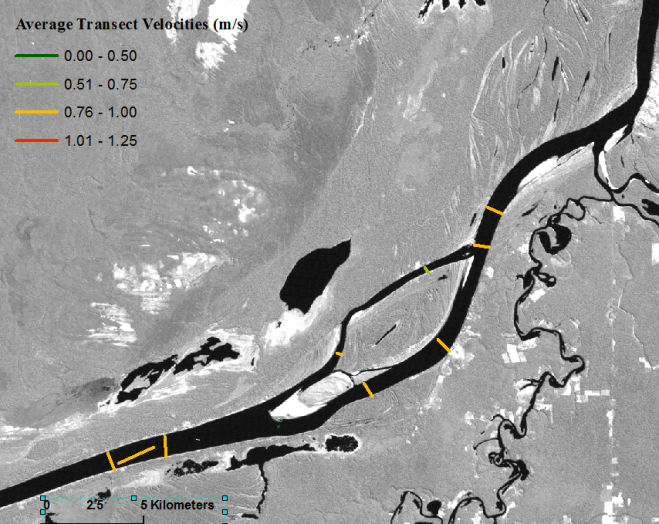 Average Transect Velocities (m/s)
0.00 - 0.50
0.51 - 0.75
0.76 - 1.00
1.01 - 1.25
0 2.5 5 Kilometers